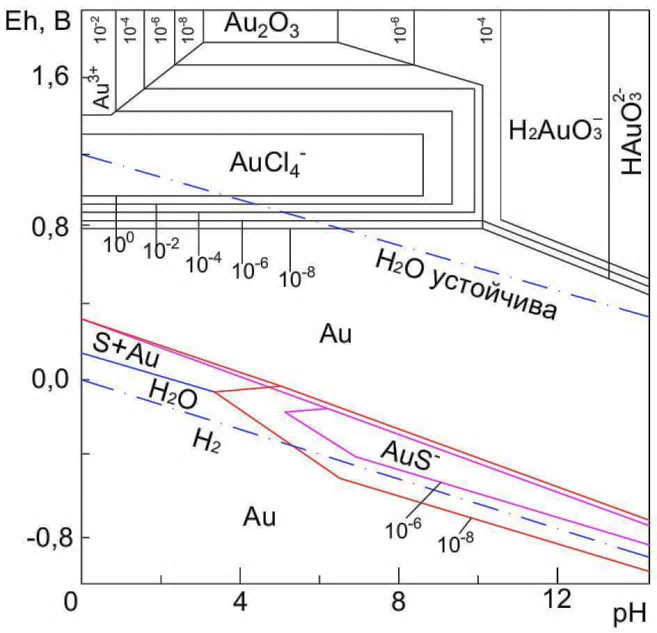 Eh, В
10⁻²
10⁻⁴
10⁻⁶
10⁻⁸
Au₂O₃
10⁻⁶
10⁻⁴
1,6
Au³⁺
H₂AuO₃⁻
HAuO₃²⁻
AuCl₄⁻
0,8
10⁰
10⁻²
10⁻⁴
10⁻⁶
10⁻⁸
H₂O устойчива
Au
S+Au
0,0
H₂O
H₂
AuS⁻
Au
10⁻⁶
10⁻⁸
-0,8
0
4
8
12
pH